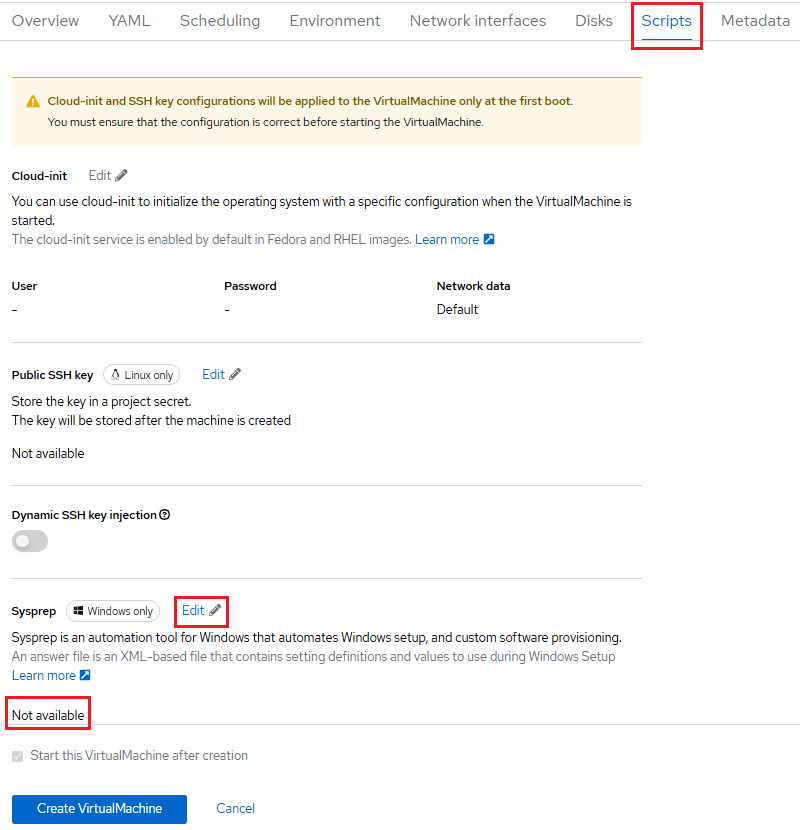 Overview YAML Scheduling Environment Network interfaces Disks Scripts Metadata
Cloud-init and SSH key configurations will be applied to the VirtualMachine only at the first boot.
You must ensure that the configuration is correct before starting the VirtualMachine.
Cloud-init Edit
You can use cloud-init to initialize the operating system with a specific configuration when the VirtualMachine is
started.
The cloud-init service is enabled by default in Fedora and RHEL images. Learn more
User Password Network data
- - Default
Public SSH key Linux only Edit
Store the key in a project secret.
The key will be stored after the machine is created
Not available
Dynamic SSH key injection
Sysprep Windows only Edit
Sysprep is an automation tool for Windows that automates Windows setup, and custom software provisioning.
An answer file is an XML-based file that contains setting definitions and values to use during Windows Setup
Learn more
Not available
Start this VirtualMachine after creation
Create VirtualMachine Cancel